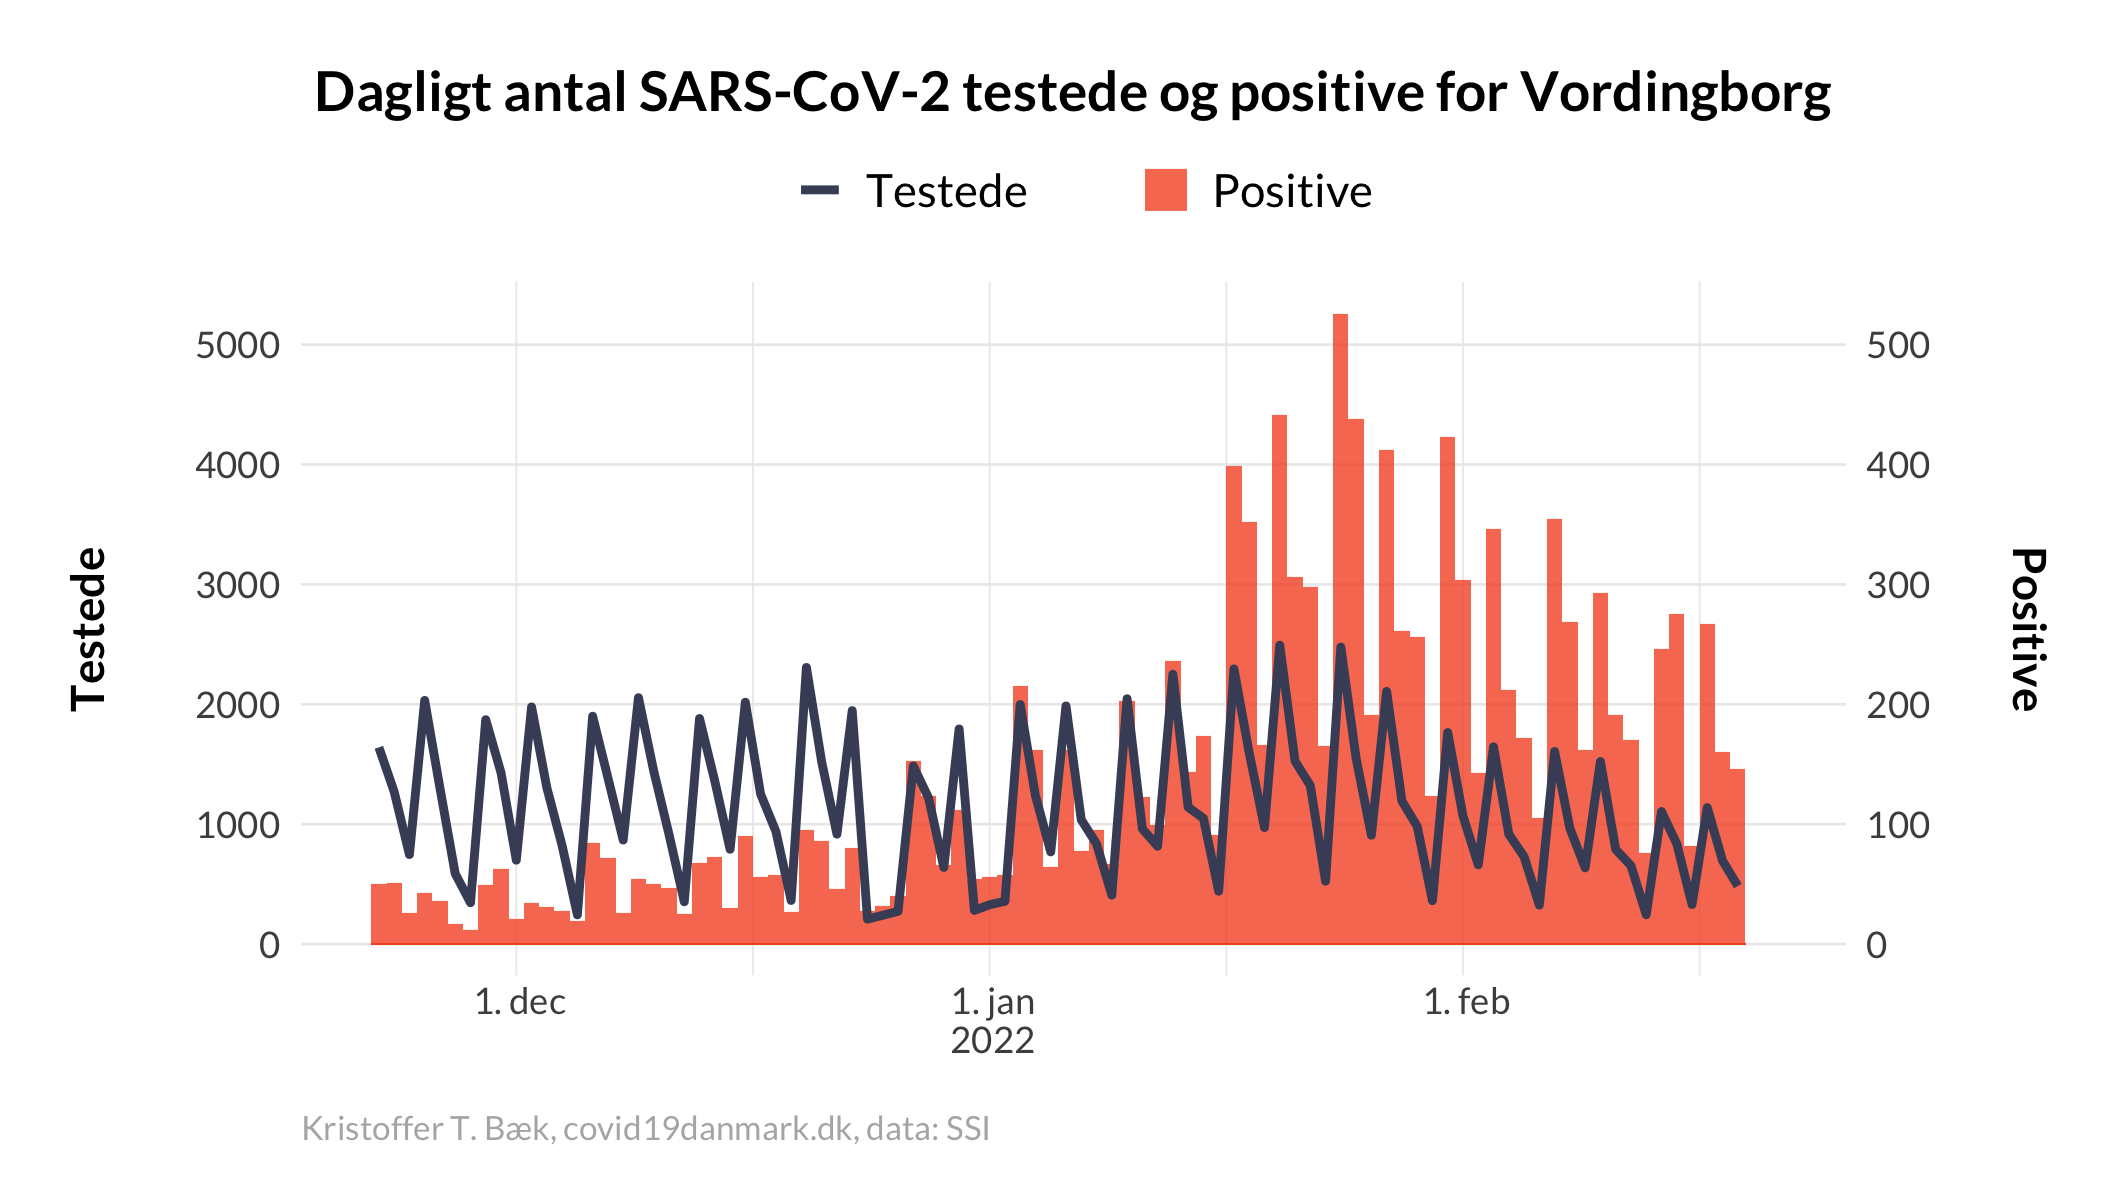 Dagligt antal SARS-CoV-2 testede og positive for Vordingborg
Testede
Positive
Testede
5000
4000
3000
2000
1000
0
500
400
300
200
100
0
Positive
1. dec
1. jan
2022
1. feb
Kristoffer T. Bæk, covid19danmark.dk, data: SSI